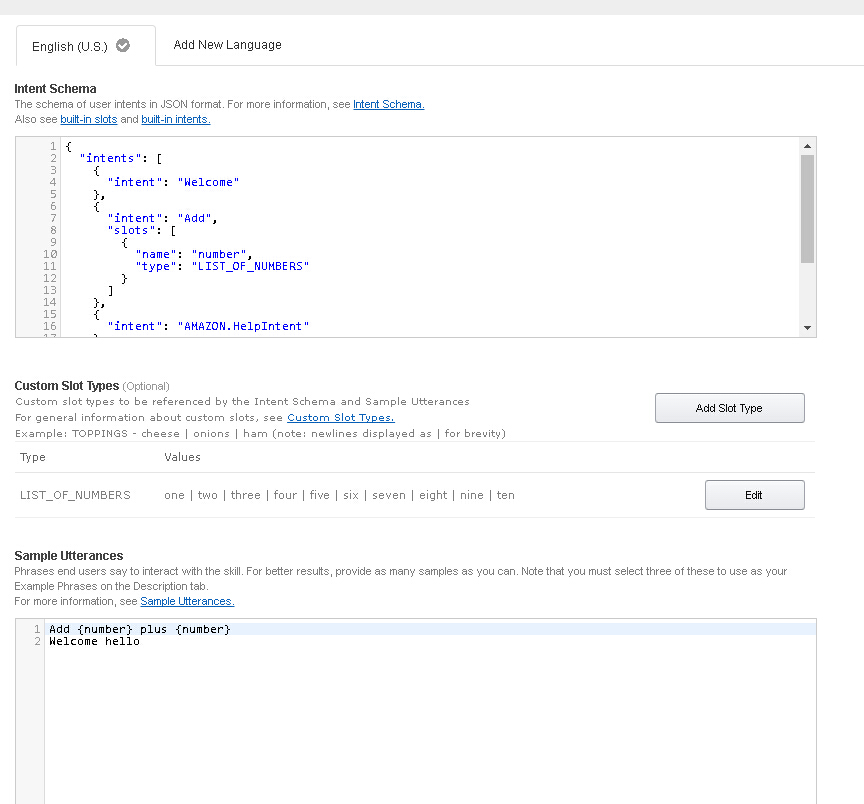 English (U.S.)
Add New Language
Intent Schema
The schema of user intents in JSON format. For more information, see Intent Schema.
Also see built-in slots and built-in intents.
1 {
2   "intents": [
3     {
4       "intent": "Welcome"
5     },
6     {
7       "intent": "Add",
8       "slots": [
9         {
10           "name": "number",
11           "type": "LIST_OF_NUMBERS"
12         }
13       ]
14     },
15     {
16       "intent": "AMAZON.HelpIntent"
17     }
Custom Slot Types (Optional)
Custom slot types to be referenced by the Intent Schema and Sample Utterances
For general information about custom slots, see Custom Slot Types.
Example: TOPPINGS - cheese | onions | ham (note: newlines displayed as | for brevity)
Add Slot Type
Type Values
LIST_OF_NUMBERS one | two | three | four | five | six | seven | eight | nine | ten
Edit
Sample Utterances
Phrases end users say to interact with the skill. For better results, provide as many samples as you can. Note that you must select three of these to use as your
Example Phrases on the Description tab.
For more information, see Sample Utterances.
1 Add {number} plus {number}
2 Welcome hello